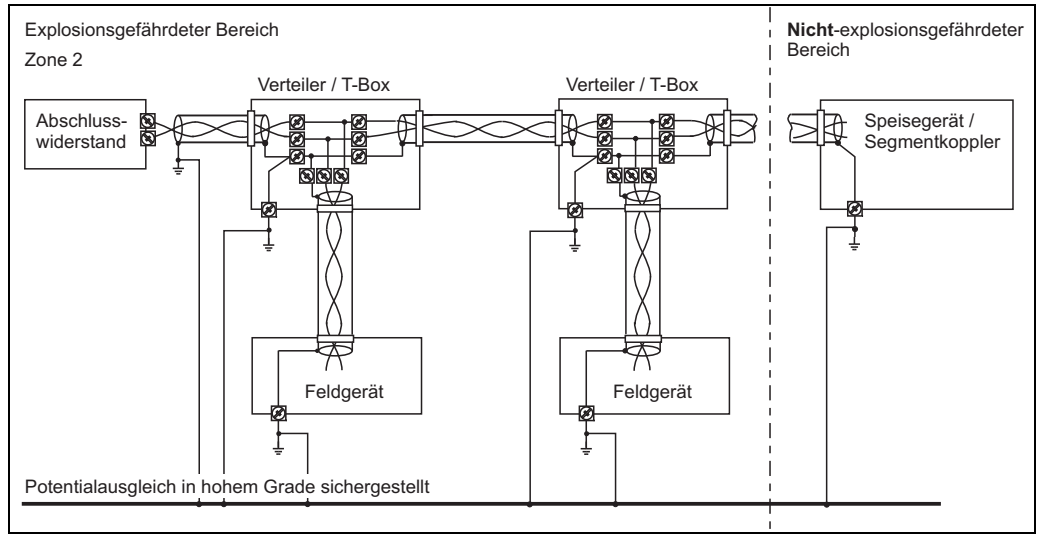 Explosionsgefährdeter Bereich
Zone 2
Nicht-explosionsgefährdeter
Bereich
Verteiler / T-Box
Verteiler / T-Box
Abschluss-
widerstand
Speisegerät /
Segmentkoppler
Feldgerät
Feldgerät
Potentialausgleich in hohem Grade sichergestellt